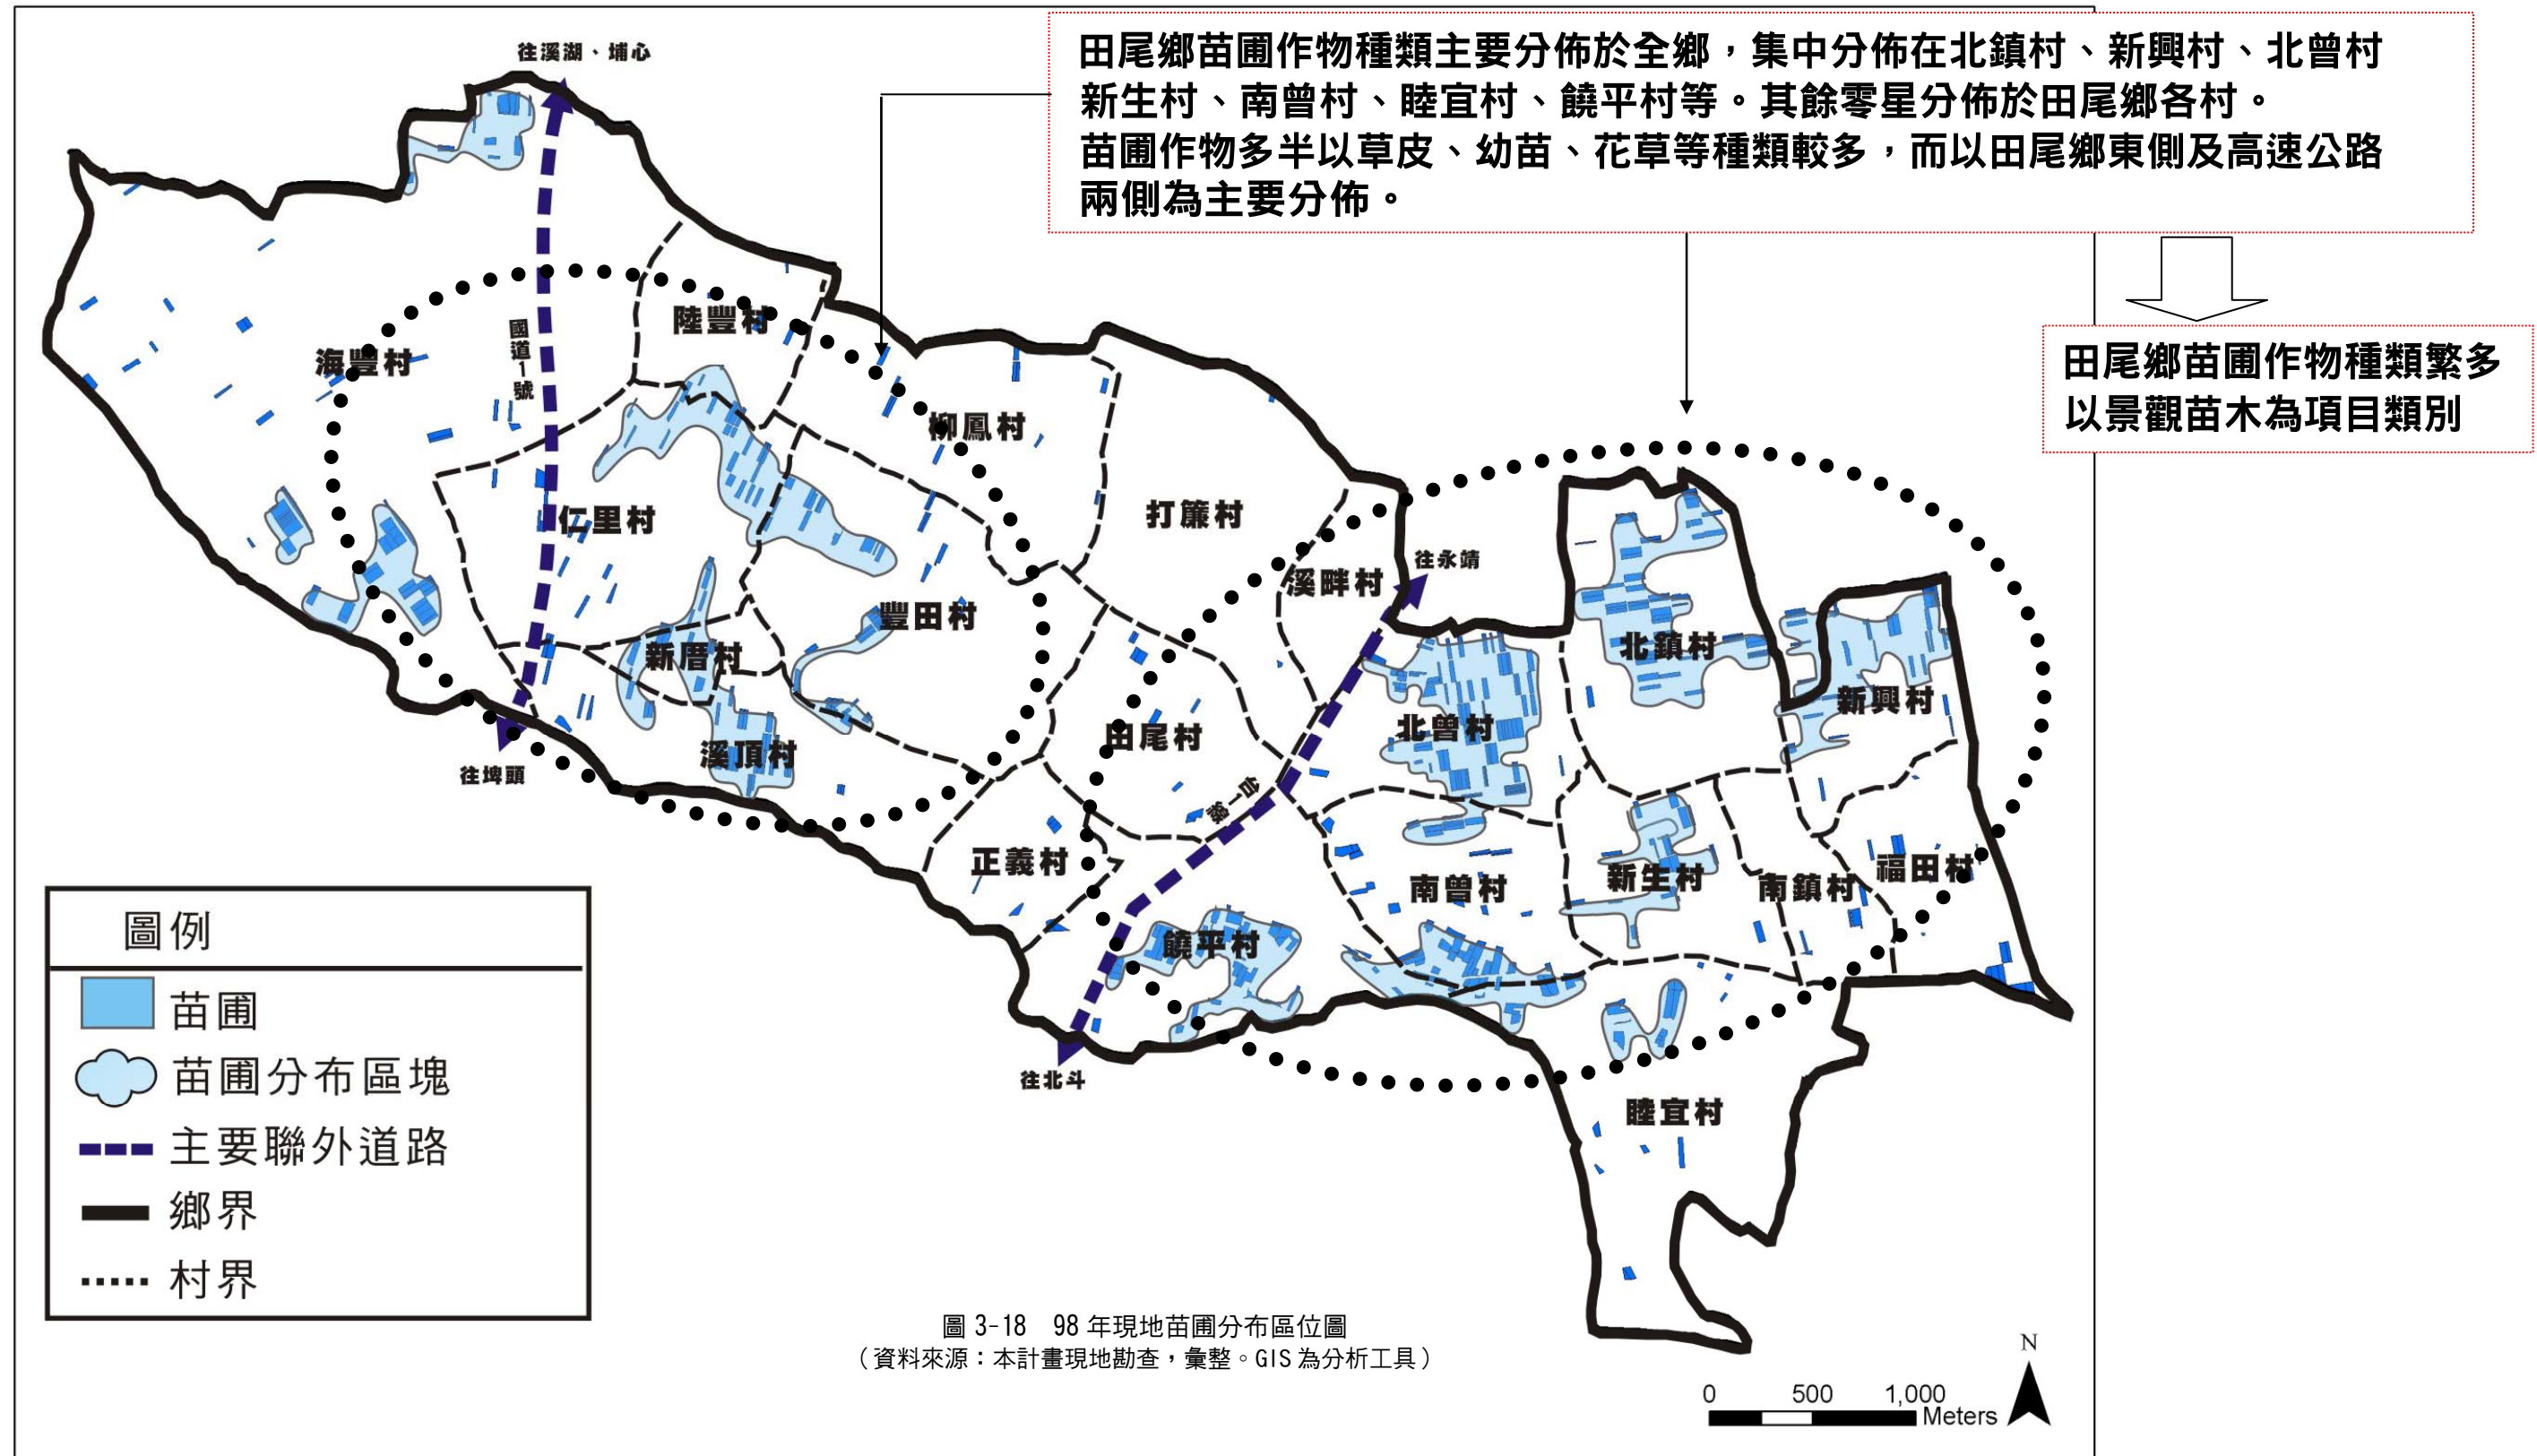 往溪湖、埔心
田尾鄉苗圃作物種類主要分佈於全鄉，集中分佈在北鎮村、新興村、北曾村
新生村、南曾村、睦宜村、饒平村等。其餘零星分佈於田尾鄉各村。
苗圃作物多半以草皮、幼苗、花草等種類較多，而以田尾鄉東側及高速公路
兩側為主要分佈。
田尾鄉苗圃作物種類繁多
以景觀苗木為項目類別
國道1號
陸豐村
海豐村
柳鳳村
仁里村
打簾村
往永靖
溪畔村
豐田村
北鎮村
新厝村
新興村
北曾村
田尾村
溪頂村
往埤頭
台一線
正義村
福田村
南曾村
新生村
南鎮村
饒平村
往北斗
睦宜村
圖例
苗圃
苗圃分布區塊
主要聯外道路
鄉界
村界
圖 3-18 98 年現地苗圃分布區位圖
（資料來源：本計畫現地勘查，彙整。GIS 為分析工具）
N
0 500 1,000
Meters